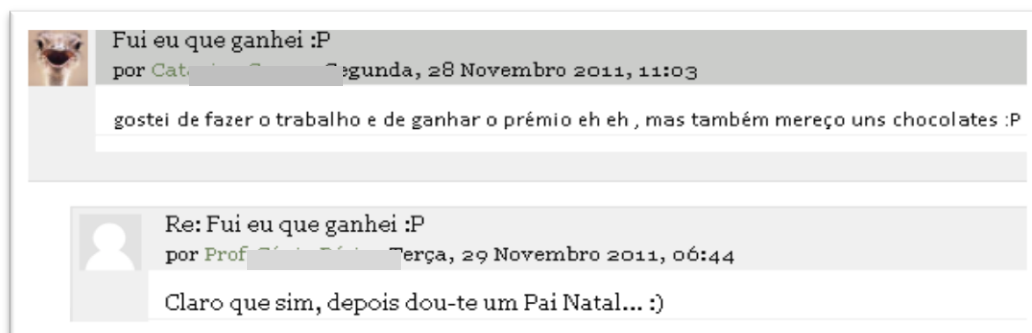 Fui eu que ganhei :P
por Segunda, 28 Novembro 2011, 11:03
gostei de fazer o trabalho e de ganhar o prémio eh eh , mas também mereço uns chocolates :P
Re: Fui eu que ganhei :P
por Prof Terça, 29 Novembro 2011, 06:44
Claro que sim, depois dou-te um Pai Natal... :)